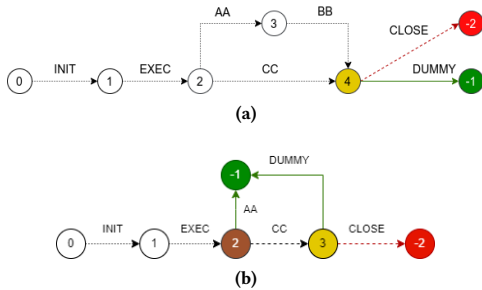 AA
3
BB
CLOSE
-2
0
INIT
1
EXEC
2
CC
4
DUMMY
-1
(a)
-1
DUMMY
AA
0
INIT
1
EXEC
2
CC
3
CLOSE
-2
(b)